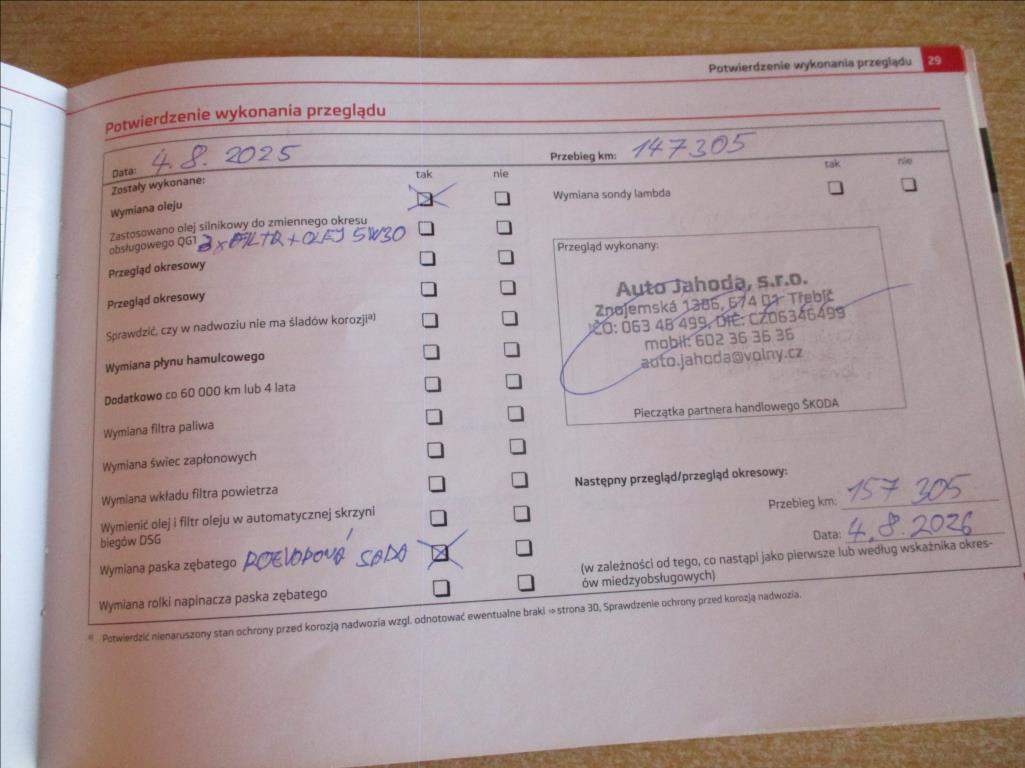 Potwierdzenie wykonania przeglądu 29
Potwierdzenie wykonania przeglądu
Data: 4. 8. 2025
Przebieg km: 147305
Zostały wykonane: tak nie
tak nie
Wymiana oleju
Wymiana sondy lambda
Zastosowano olej silnikowy do zmiennego okresu
obsługowego QG1 3 x FILTR + OLEJ 5W30
Przegląd okresowy
Przegląd okresowy
Sprawdzić, czy w nadwoziu nie ma śladów korozji a)
Wymiana płynu hamulcowego
Dodatkowo co 60 000 km lub 4 lata
Wymiana filtra paliwa
Wymiana świec zapłonowych
Wymiana wkładu filtra powietrza
Wymienić olej i filtr oleju w automatycznej skrzyni
biegów DSG
Wymiana paska zębatego ROZVODOVÁ SADA
Wymiana rolki napinacza paska zębatego
Przegląd wykonany:
Auto Jahoda, s.r.o.
Znojemská 1386, 674 01 Třebíč
IČO: 063 46 499, DIČ: CZ06346499
mobil: 602 36 36 36
auto.jahoda@volny.cz
Pieczątka partnera handlowego ŠKODA
Następny przegląd/przegląd okresowy:
Przebieg km: 157 305
Data: 4. 8. 2026
(w zależności od tego, co nastąpi jako pierwsze lub według wskaźnika okres-
ów miedzyobsługowych)
a) Potwierdzić nienaruszony stan ochrony przed korozją nadwozia wzgl. odnotować ewentualne braki ⇒ strona 30, Sprawdzenie ochrony przed korozją nadwozia.